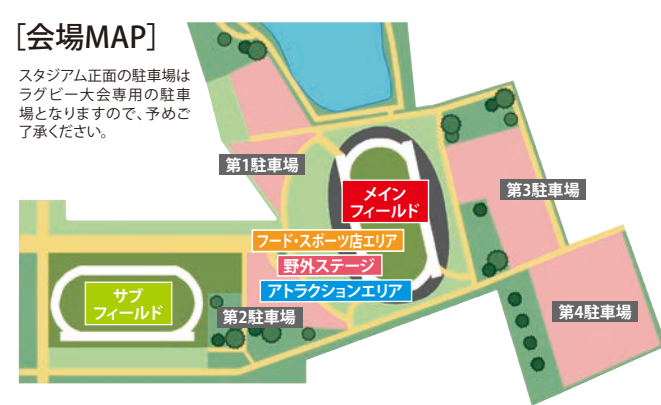 [会場MAP]
スタジアム正面の駐車場は
ラグビー大会専用の駐車
場となりますので、予めご
了承ください。
第1駐車場
メイン
フィールド
第3駐車場
フード・スポーツ店エリア
野外ステージ
アトラクションエリア
サブ
フィールド
第2駐車場
第4駐車場